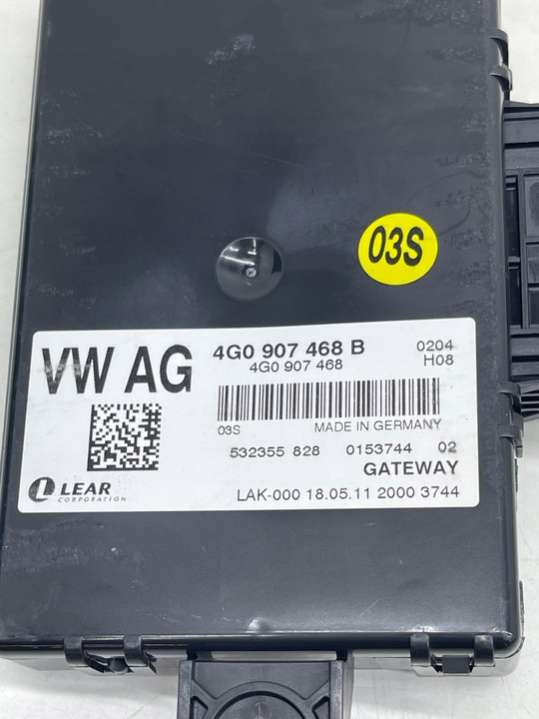 03S
VW AG
4G0 907 468 B
0204
4G0 907 468
H08
03S
MADE IN GERMANY
532355 828
0153744 02
GATEWAY
LEAR
CORPORATION
LAK-000 18.05.11 2000 3744